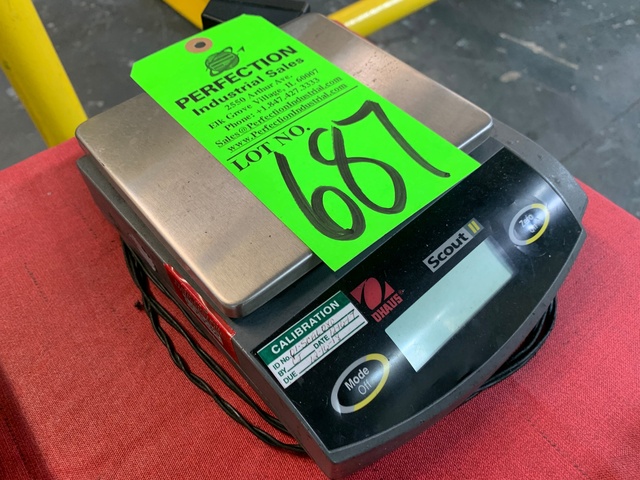 PERFECTION
Industrial Sales
2550 Arthur Ave.
Elk Grove Village, IL 60007
Phone: +1.847.427.3333
Sales@PerfectionIndustrial.com
www.PerfectionIndustrial.com
LOT NO. 687
Scout II
OHAUS
CALIBRATION
ID No.
BY DATE
DUE
Mode
Off